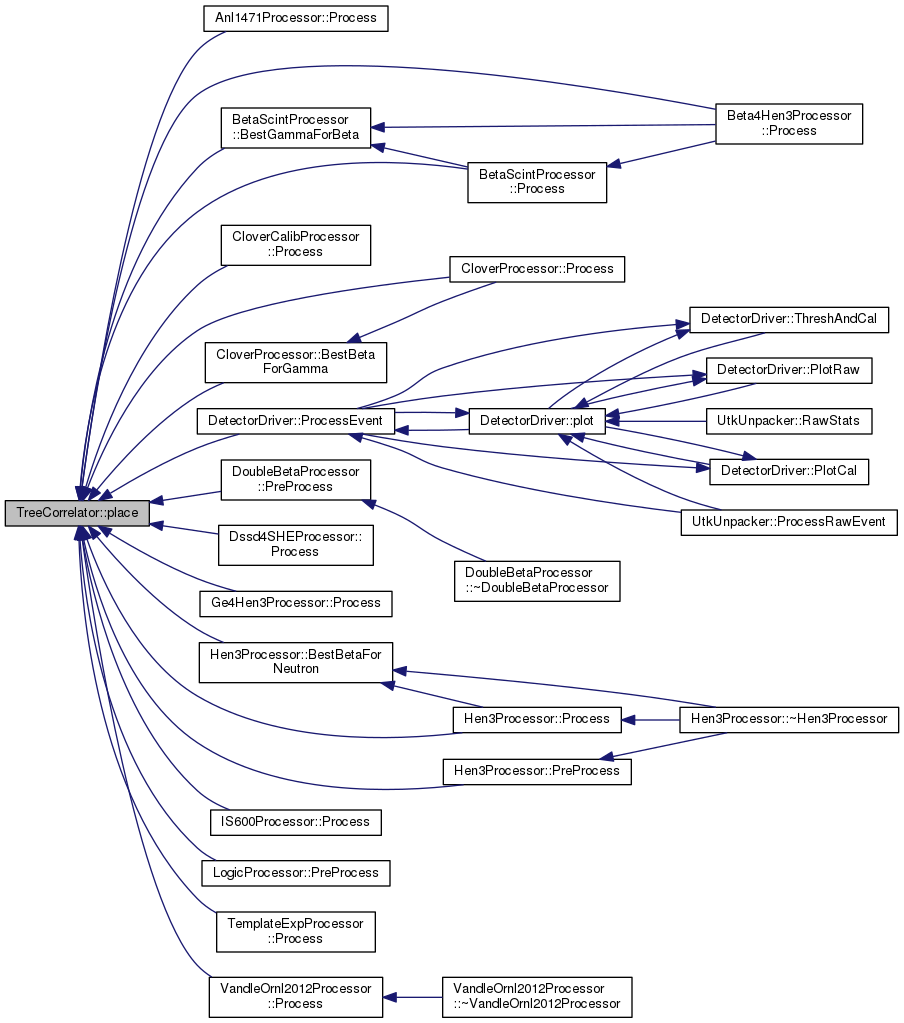 Anl1471Processor::Process
Beta4Hen3Processor
::Process
BetaScintProcessor
::BestGammaForBeta
BetaScintProcessor
::Process
CloverCalibProcessor
::Process
CloverProcessor::Process
DetectorDriver::ThreshAndCal
CloverProcessor::BestBeta
ForGamma
DetectorDriver::PlotRaw
DetectorDriver::ProcessEvent
DetectorDriver::plot
UtkUnpacker::RawStats
DoubleBetaProcessor
::PreProcess
DetectorDriver::PlotCal
TreeCorrelator::place
UtkUnpacker::ProcessRawEvent
Dssd4SHEProcessor::
Process
DoubleBetaProcessor
::~DoubleBetaProcessor
Ge4Hen3Processor::Process
Hen3Processor::BestBetaFor
Neutron
Hen3Processor::Process
Hen3Processor::~Hen3Processor
Hen3Processor::PreProcess
IS600Processor::Process
LogicProcessor::PreProcess
TemplateExpProcessor
::Process
VandleOrnl2012Processor
::Process
VandleOrnl2012Processor
::~VandleOrnl2012Processor